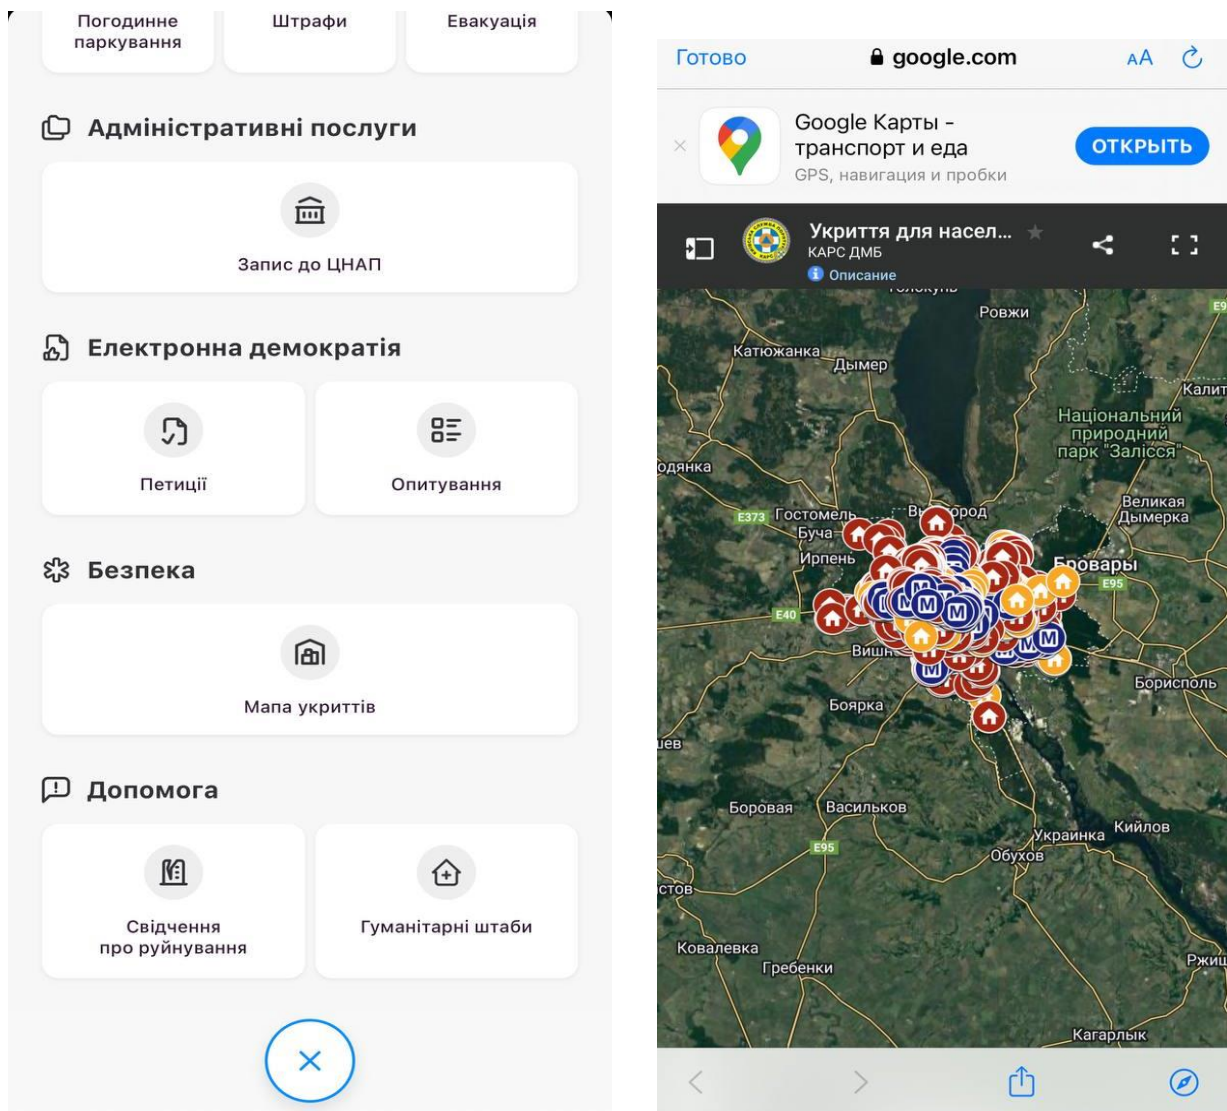 Погодинне
паркування
Штрафи
Евакуація
Адміністративні послуги
Запис до ЦНАП
Електронна демократія
Петиції
Опитування
Безпека
Мапа укриттів
Допомога
Свідчення
про руйнування
Гуманітарні штаби
Готово
google.com
AA
Google Карты –
транспорт и еда
GPS, навигация и пробки
ОТКРЫТЬ
Укриття для насел...
КАРС ДМБ
Описание
Ровжи
E9
Катюжанка
Дымер
Калит
Національний
природний
парк "Залісся"
одянка
Великая
Дымерка
E373
Гостомель
Буча
Ирпень
Бровары
E95
E40
M
M
M
M
M
M
Борисполь
Боярка
шев
Боровая
Васильков
Украинка
Кийлов
E95
Обухов
стов
Ковалевка
Гребенки
Ржищ
Кагарлык